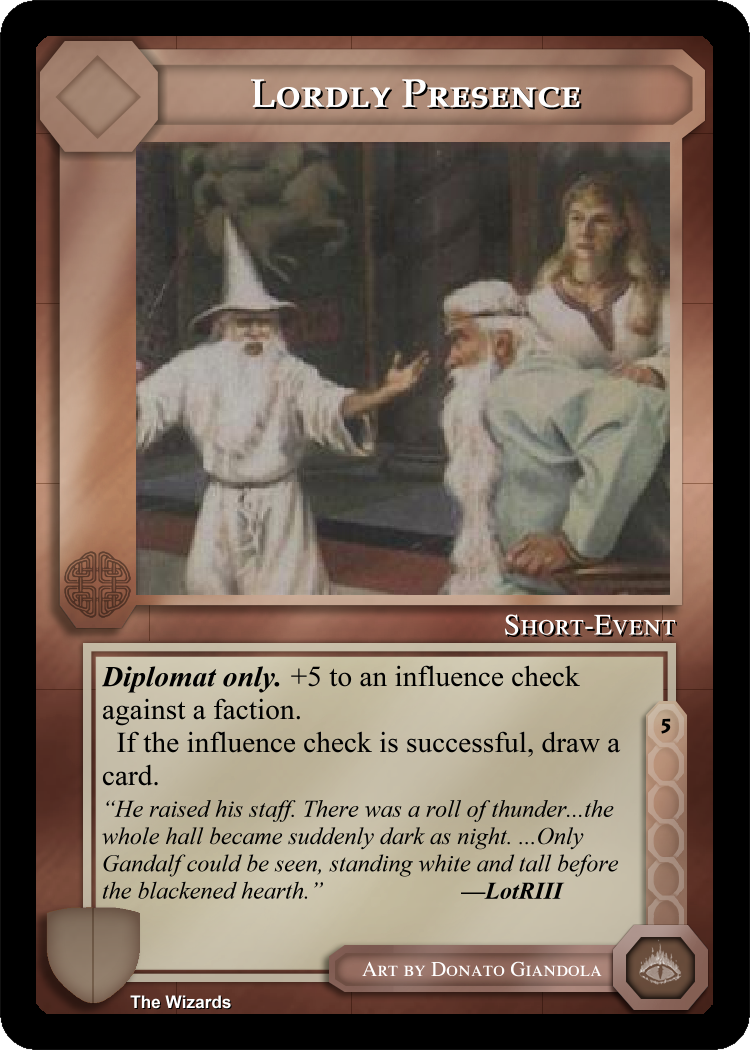 Lordly Presence
Short-Event
Diplomat only. +5 to an influence check
against a faction.
If the influence check is successful, draw a
card.
“He raised his staff. There was a roll of thunder...the
whole hall became suddenly dark as night. ...Only
Gandalf could be seen, standing white and tall before
the blackened hearth.” —LotRIII
5
Art by Donato Giandola
The Wizards